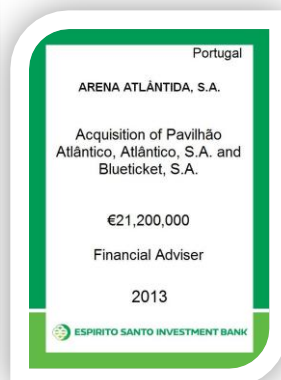 Portugal
ARENA ATLÂNTIDA, S.A.
Acquisition of Pavilhão
Atlântico, Atlântico, S.A. and
Blueticket, S.A.
€21,200,000
Financial Adviser
2013
ESPIRITO SANTO INVESTMENT BANK